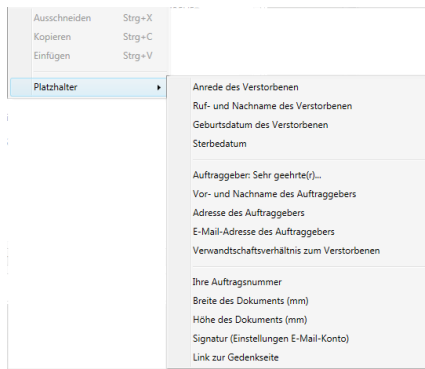 Ausschneiden Strg+X
Kopieren Strg+C
Einfügen Strg+V
Platzhalter
Anrede des Verstorbenen
Ruf- und Nachname des Verstorbenen
Geburtsdatum des Verstorbenen
Sterbedatum
Auftraggeber: Sehr geehrte(r)...
Vor- und Nachname des Auftraggebers
Adresse des Auftraggebers
E-Mail-Adresse des Auftraggebers
Verwandtschaftsverhältnis zum Verstorbenen
Ihre Auftragsnummer
Breite des Dokuments (mm)
Höhe des Dokuments (mm)
Signatur (Einstellungen E-Mail-Konto)
Link zur Gedenkseite